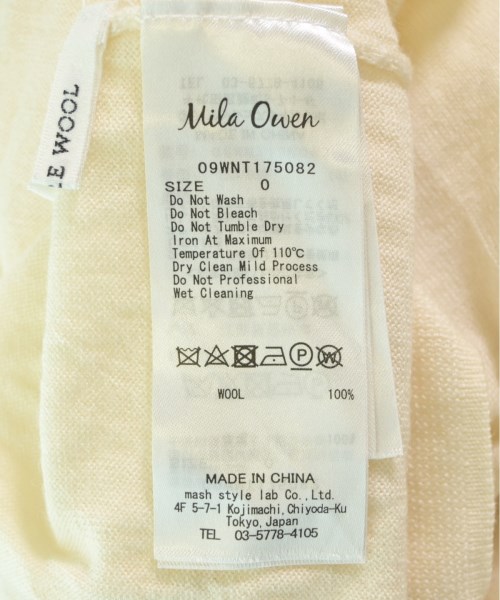 E WOOL
Mila Owen
09WNT175082
SIZE 0
Do Not Wash
Do Not Bleach
Do Not Tumble Dry
Iron At Maximum
Temperature Of 110℃
Dry Clean Mild Process
Do Not Professional
Wet Cleaning
P W
WOOL 100%
MADE IN CHINA
mash style lab Co.,Ltd.
4F 5-7-1 Kojimachi,Chiyoda-Ku
Tokyo,Japan
TEL 03-5778-4105